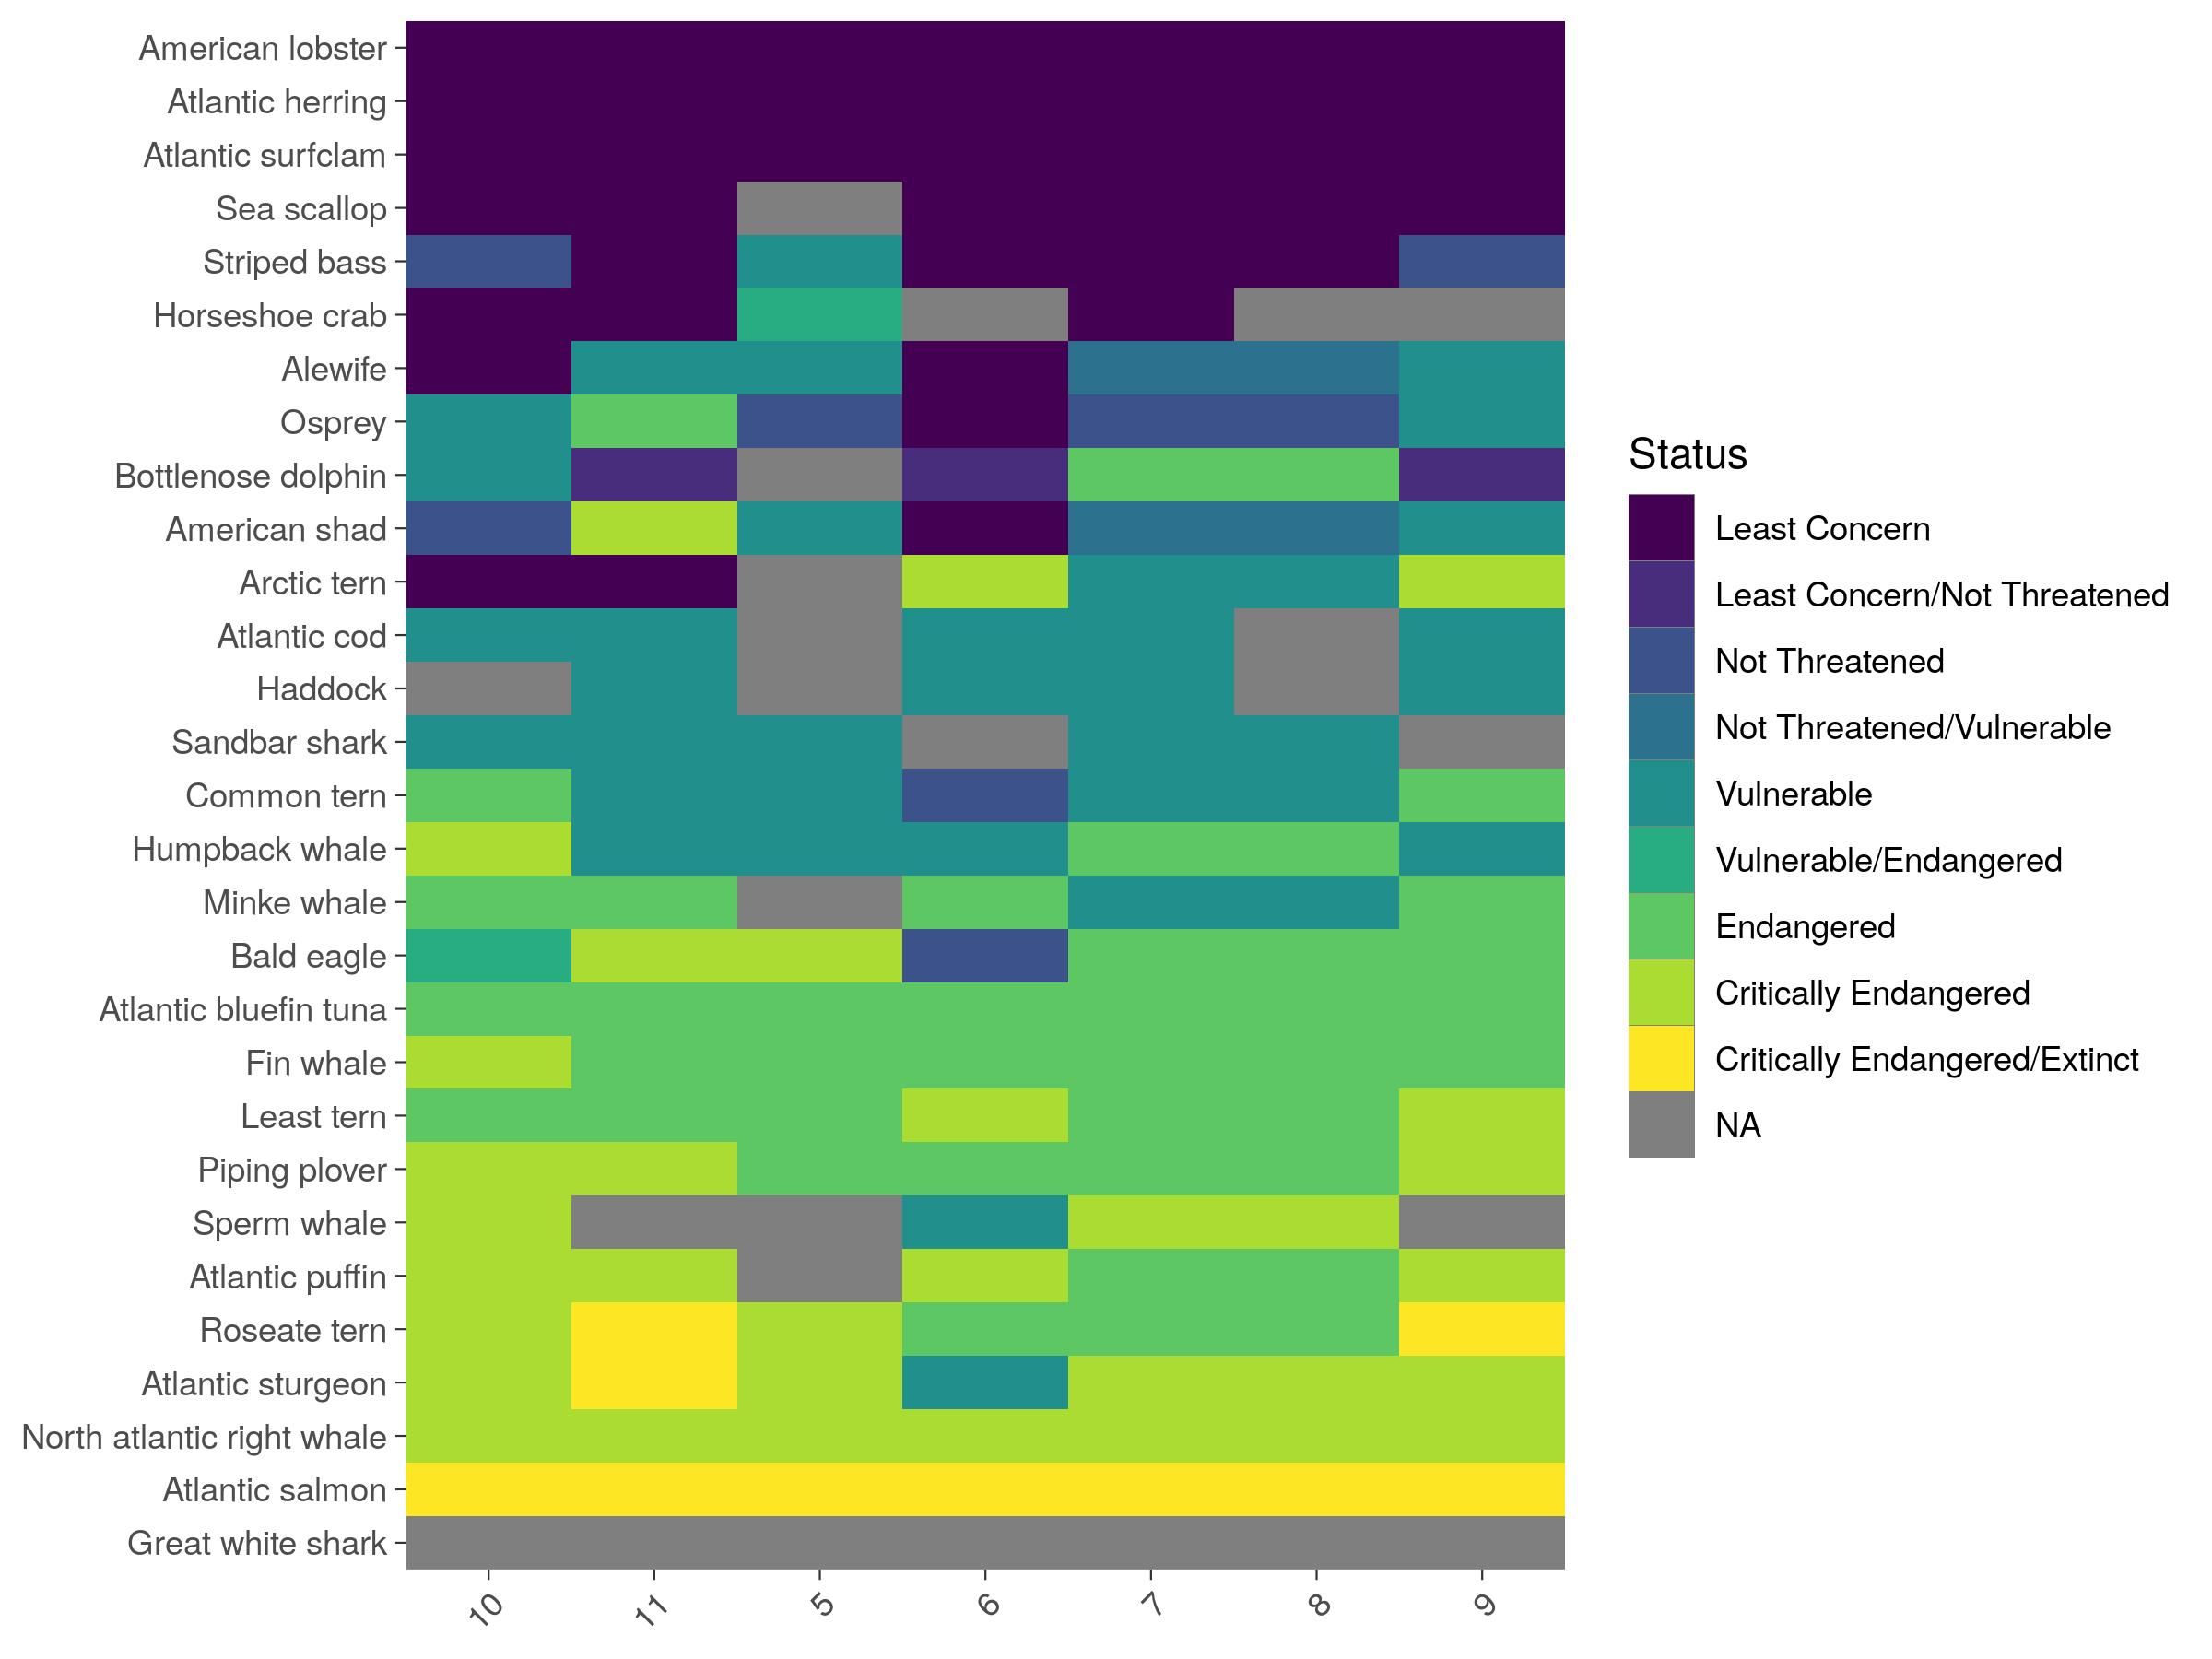 American lobster
Atlantic herring
Atlantic surfclam
Sea scallop
Striped bass
Horseshoe crab
Alewife
Osprey
Bottlenose dolphin
American shad
Arctic tern
Atlantic cod
Haddock
Sandbar shark
Common tern
Humpback whale
Minke whale
Bald eagle
Atlantic bluefin tuna
Fin whale
Least tern
Piping plover
Sperm whale
Atlantic puffin
Roseate tern
Atlantic sturgeon
North atlantic right whale
Atlantic salmon
Great white shark
10 11 5 6 7 8 9
Status
Least Concern
Least Concern/Not Threatened
Not Threatened
Not Threatened/Vulnerable
Vulnerable
Vulnerable/Endangered
Endangered
Critically Endangered
Critically Endangered/Extinct
NA